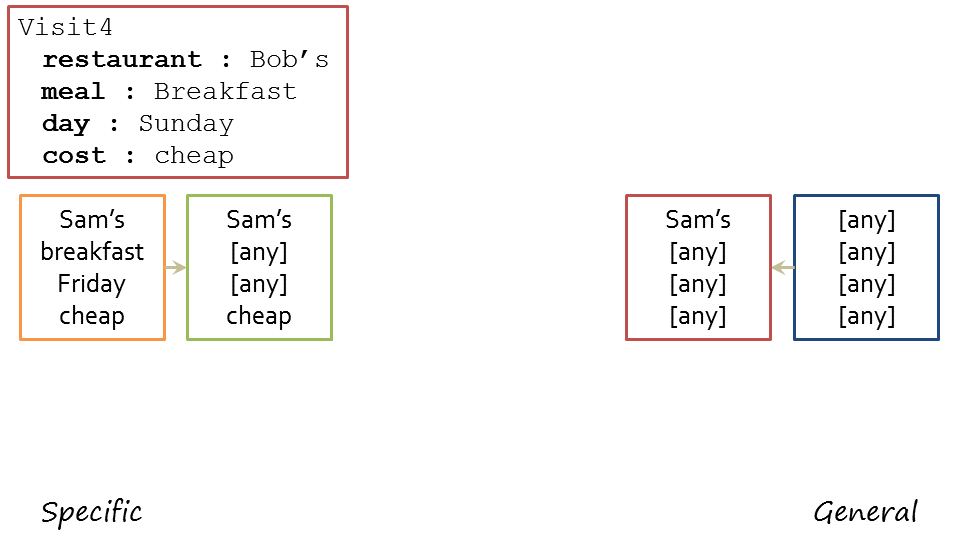 Visit4
restaurant : Bob’s
meal : Breakfast
day : Sunday
cost : cheap
Sam’s
breakfast
Friday
cheap
Sam’s
[any]
[any]
cheap
Sam’s
[any]
[any]
[any]
[any]
[any]
[any]
[any]
Specific
General